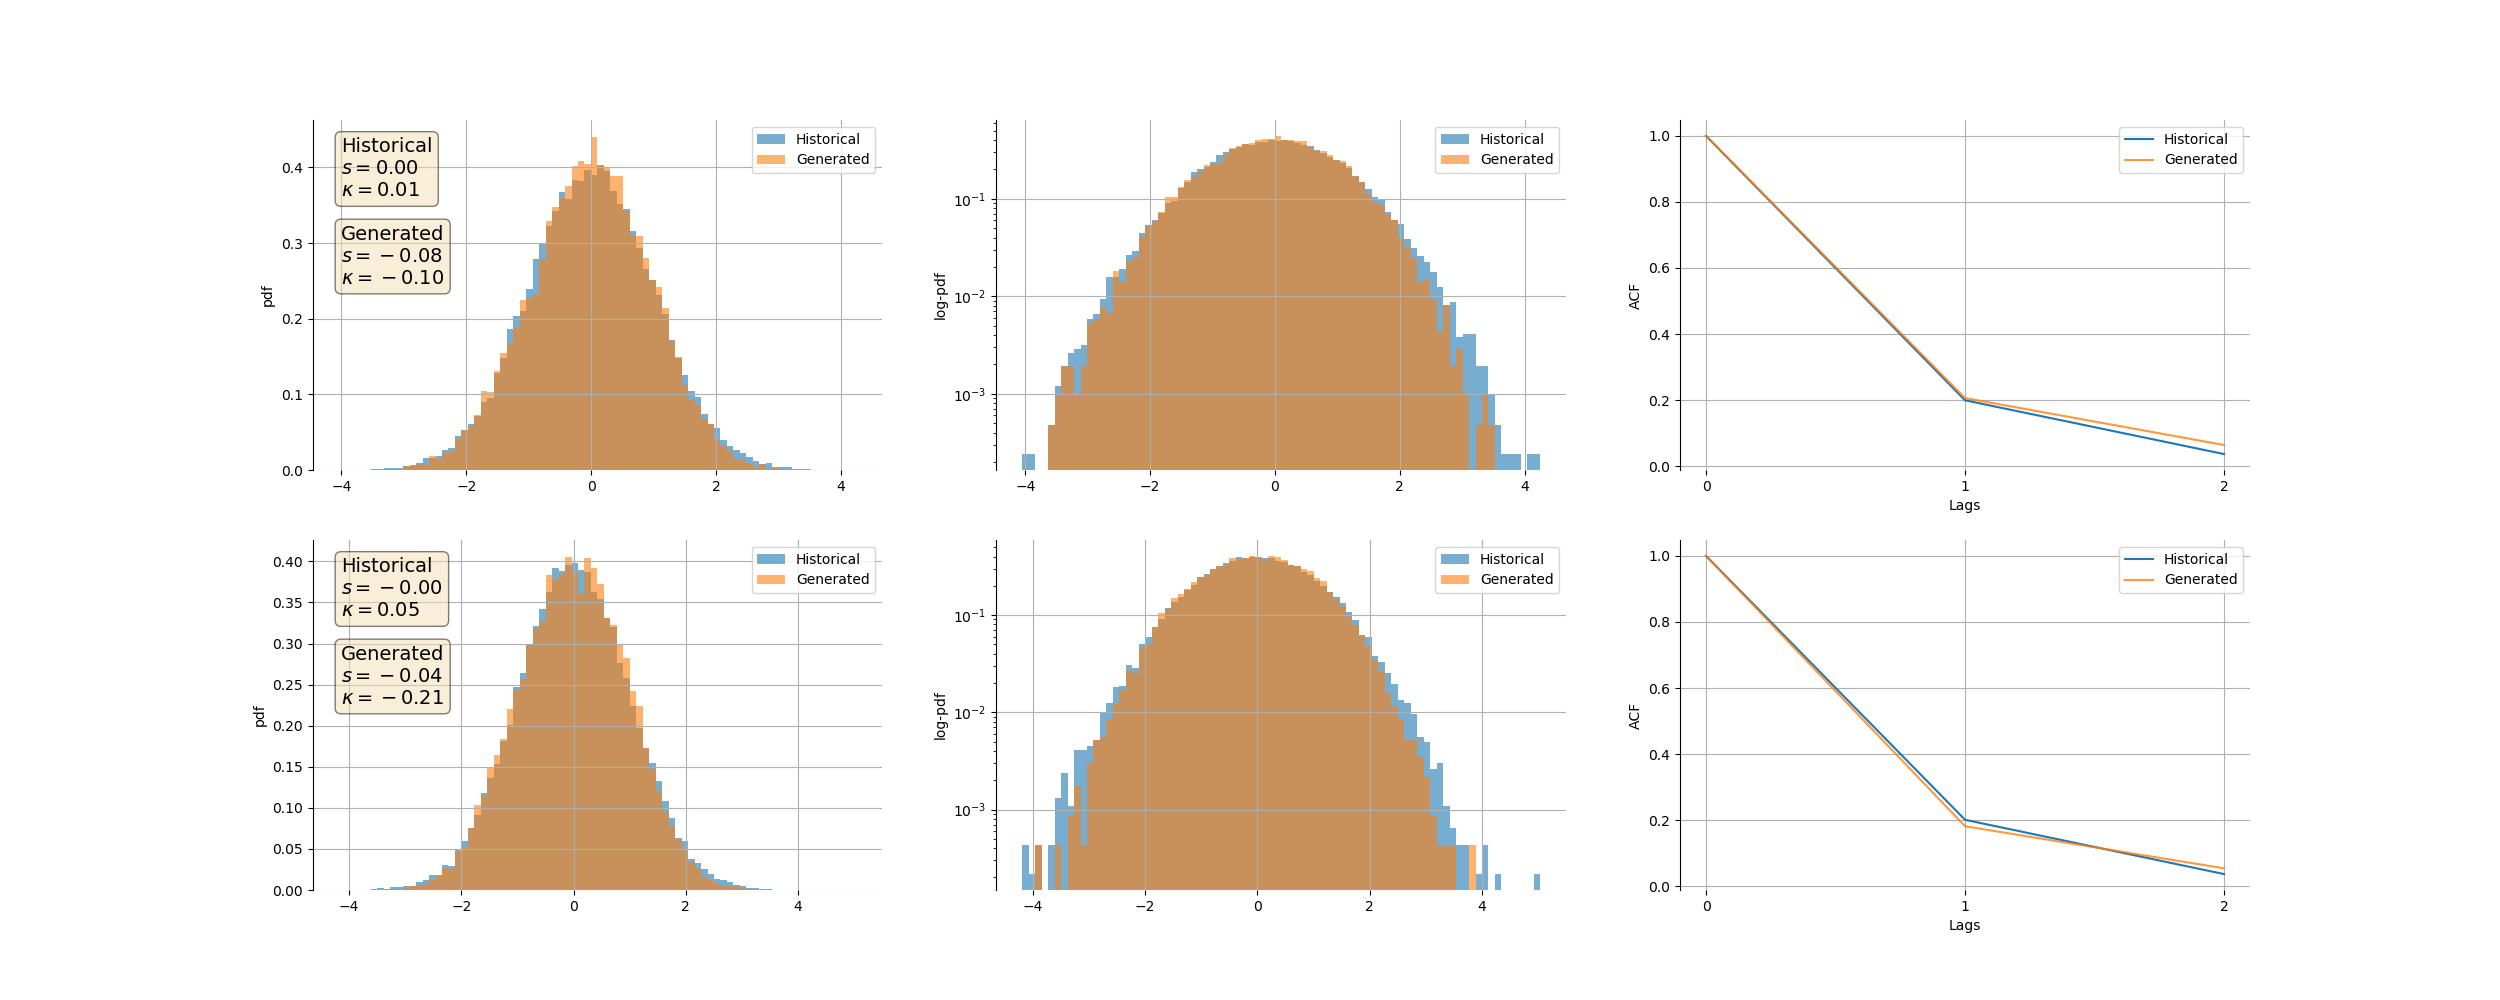 Historical
s = 0.00
κ = 0.01
Generated
s = −0.08
κ = −0.10
Historical
Generated
pdf
0.4
0.3
0.2
0.1
0.0
−4 −2 0 2 4
Historical
Generated
log-pdf
10⁻¹
10⁻²
10⁻³
−4 −2 0 2 4
Historical
Generated
ACF
1.0
0.8
0.6
0.4
0.2
0.0
0 1 2
Lags
Historical
s = −0.00
κ = 0.05
Generated
s = −0.04
κ = −0.21
Historical
Generated
pdf
0.40
0.35
0.30
0.25
0.20
0.15
0.10
0.05
0.00
−4 −2 0 2 4
Historical
Generated
log-pdf
10⁻¹
10⁻²
10⁻³
−4 −2 0 2 4
Historical
Generated
ACF
1.0
0.8
0.6
0.4
0.2
0.0
0 1 2
Lags